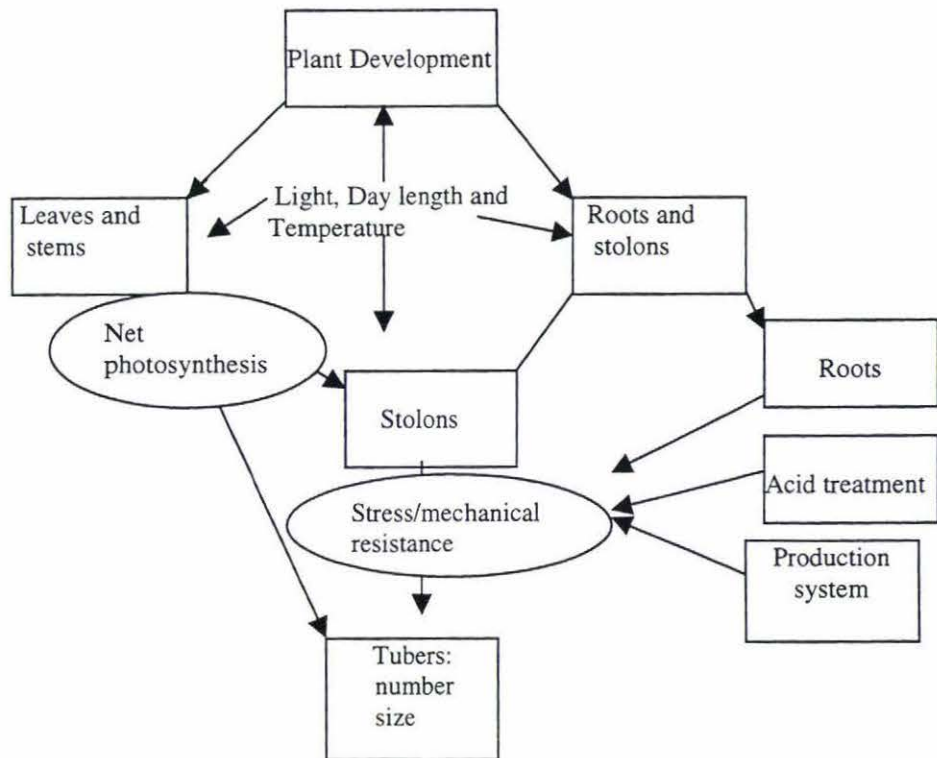 Plant Development
Light, Day length and
Temperature
Leaves and
stems
Roots and
stolons
Net
photosynthesis
Roots
Stolons
Acid treatment
Stress/mechanical
resistance
Production
system
Tubers:
number
size